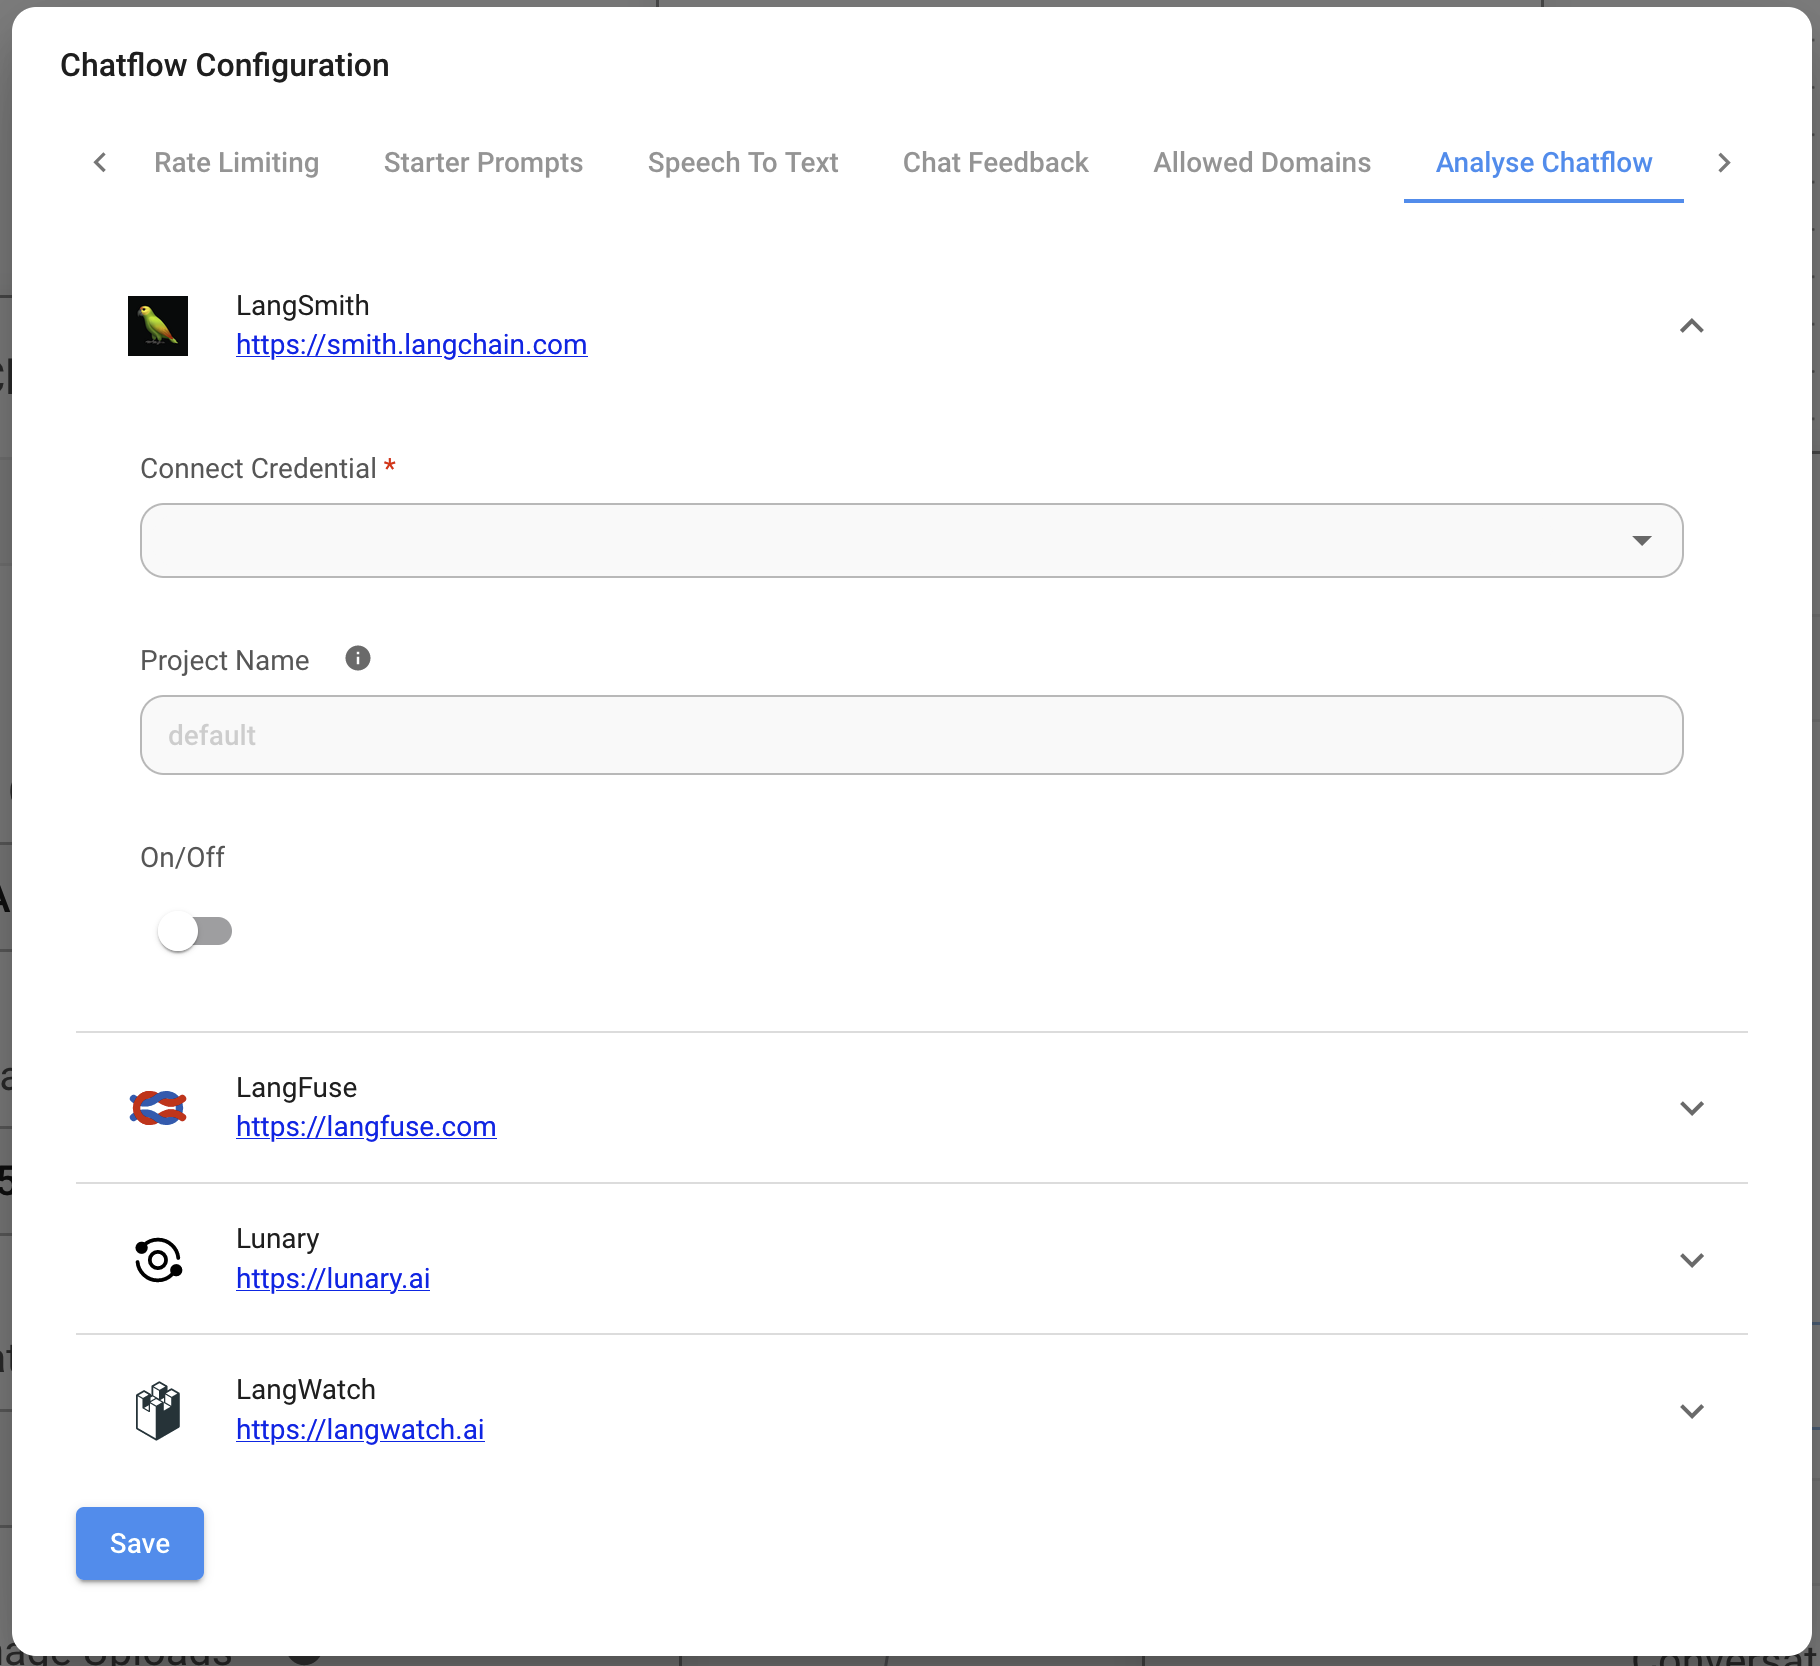 Chatflow Configuration
Rate Limiting Starter Prompts Speech To Text Chat Feedback Allowed Domains Analyse Chatflow
LangSmith
https://smith.langchain.com
Connect Credential *
Project Name
default
On/Off
LangFuse
https://langfuse.com
Lunary
https://lunary.ai
LangWatch
https://langwatch.ai
Save